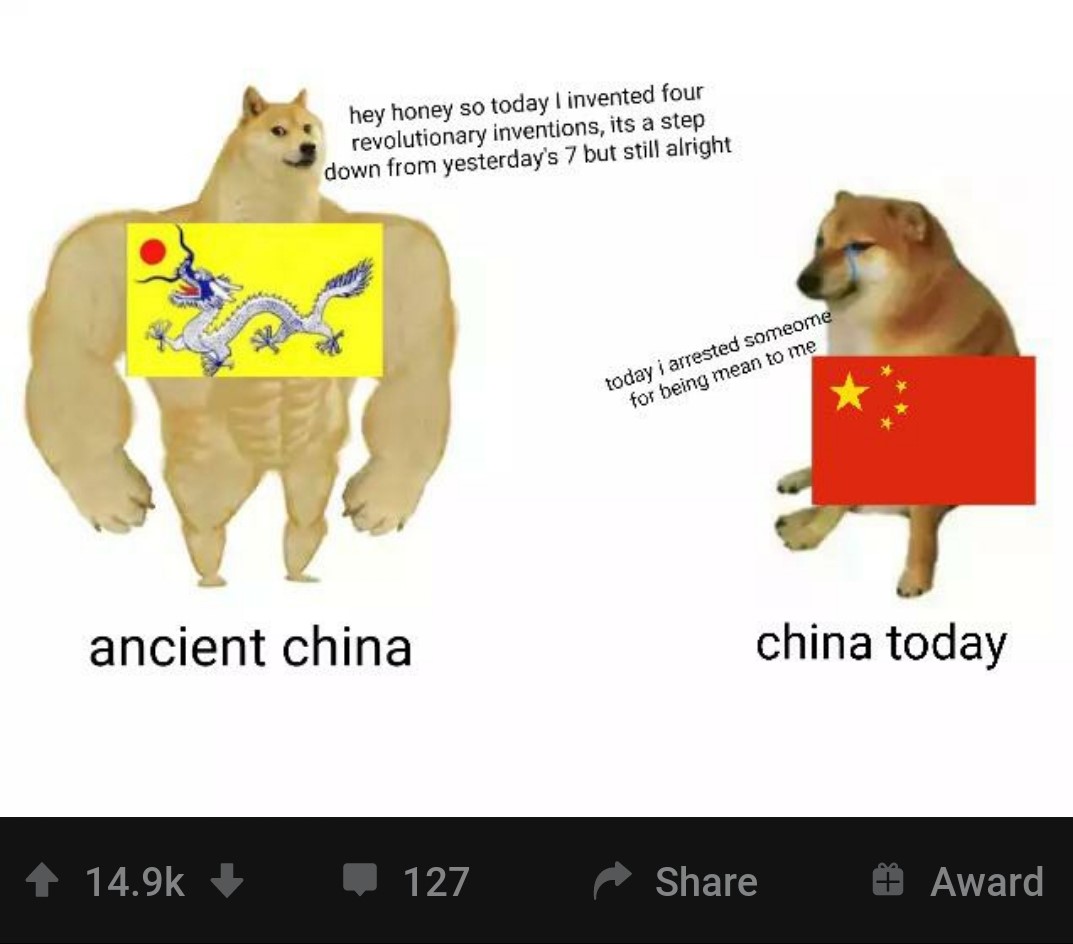 hey honey so today I invented four
revolutionary inventions, its a step
down from yesterday's 7 but still alright
today i arrested someome
for being mean to me
ancient china
china today
14.9k
127
Share
Award